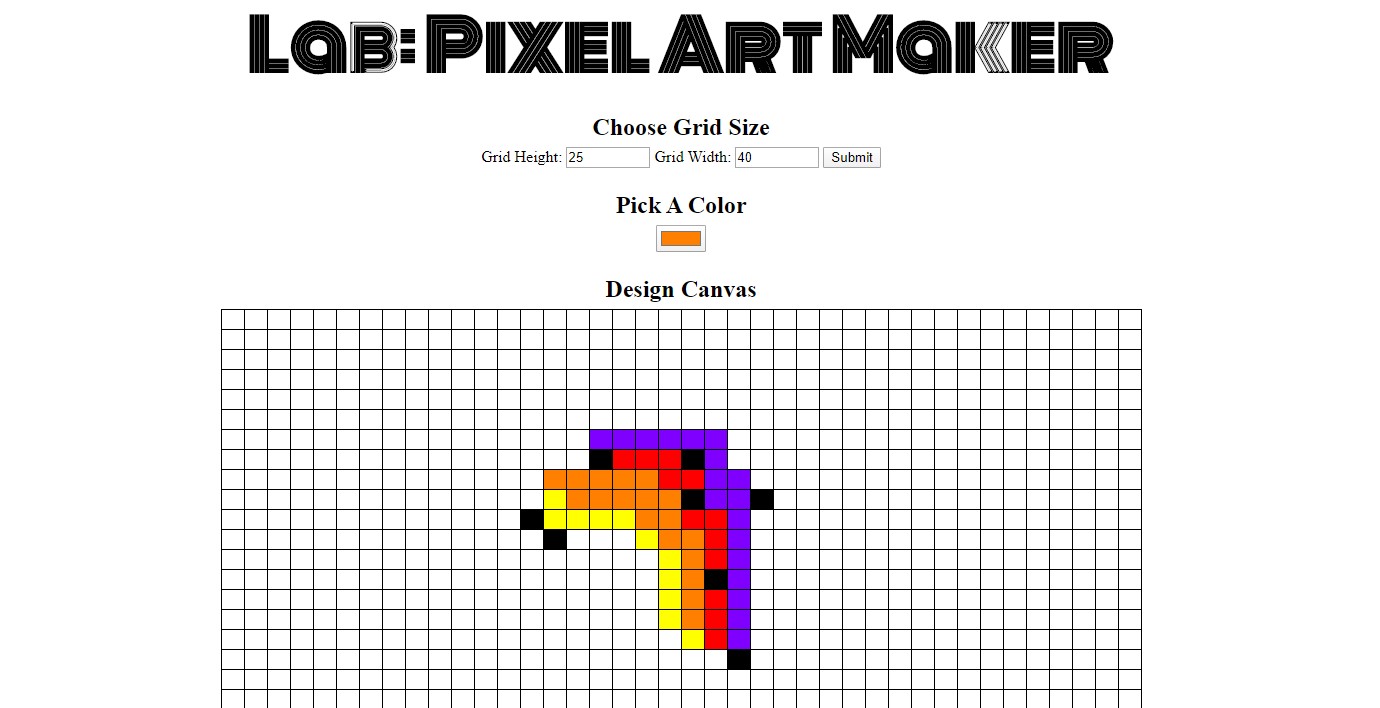 Lab: Pixel Art Maker
Choose Grid Size
Grid Height: 25 Grid Width: 40 Submit
Pick A Color
Design Canvas